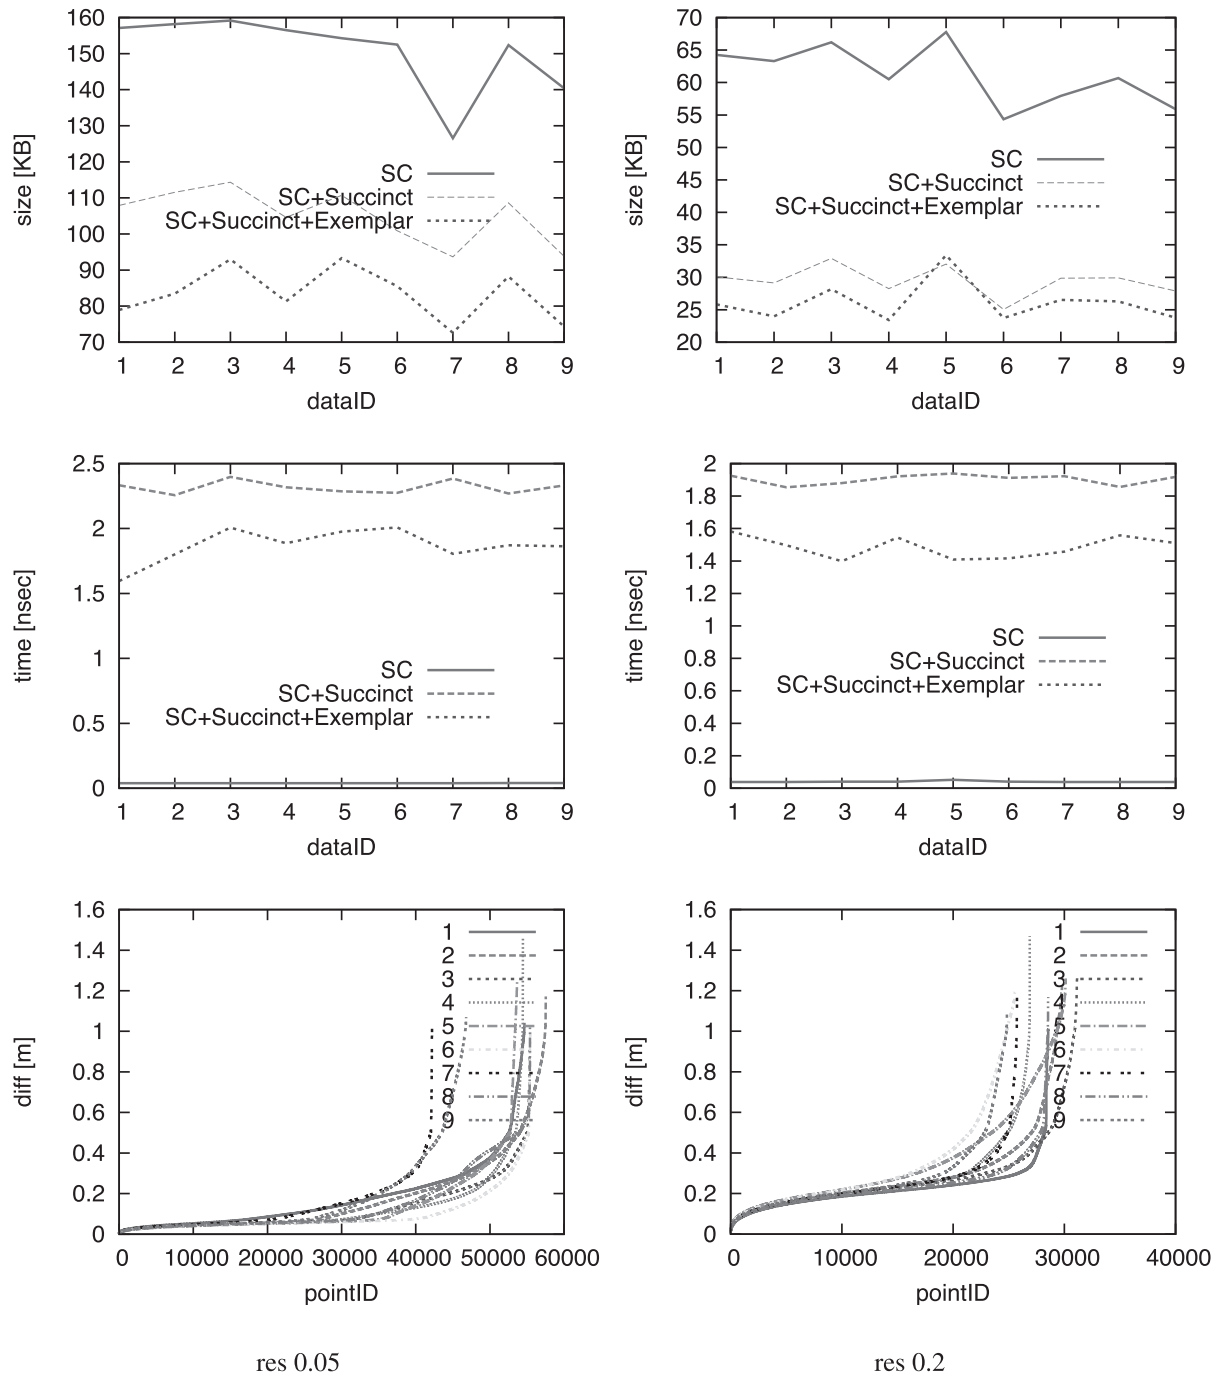 160
150
140
130
120
110
100
90
80
70
size [KB]
SC
SC+Succinct
SC+Succinct+Exemplar
1 2 3 4 5 6 7 8 9
dataID
70
65
60
55
50
45
40
35
30
25
20
size [KB]
SC
SC+Succinct
SC+Succinct+Exemplar
1 2 3 4 5 6 7 8 9
dataID
2.5
2
1.5
1
0.5
0
time [nsec]
SC
SC+Succinct
SC+Succinct+Exemplar
1 2 3 4 5 6 7 8 9
dataID
2
1.8
1.6
1.4
1.2
1
0.8
0.6
0.4
0.2
0
time [nsec]
SC
SC+Succinct
SC+Succinct+Exemplar
1 2 3 4 5 6 7 8 9
dataID
1.6
1.4
1.2
1
0.8
0.6
0.4
0.2
0
diff [m]
1
2
3
4
5
6
7
8
9
0 10000 20000 30000 40000 50000 60000
pointID
1.6
1.4
1.2
1
0.8
0.6
0.4
0.2
0
diff [m]
1
2
3
4
5
6
7
8
9
0 10000 20000 30000 40000
pointID
res 0.05
res 0.2